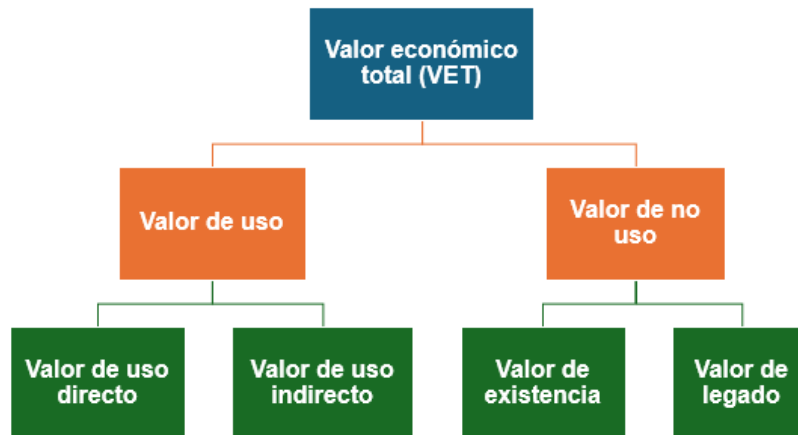 Valor económico
total (VET)
Valor de uso
Valor de no
uso
Valor de uso
directo
Valor de uso
indirecto
Valor de
existencia
Valor de
legado